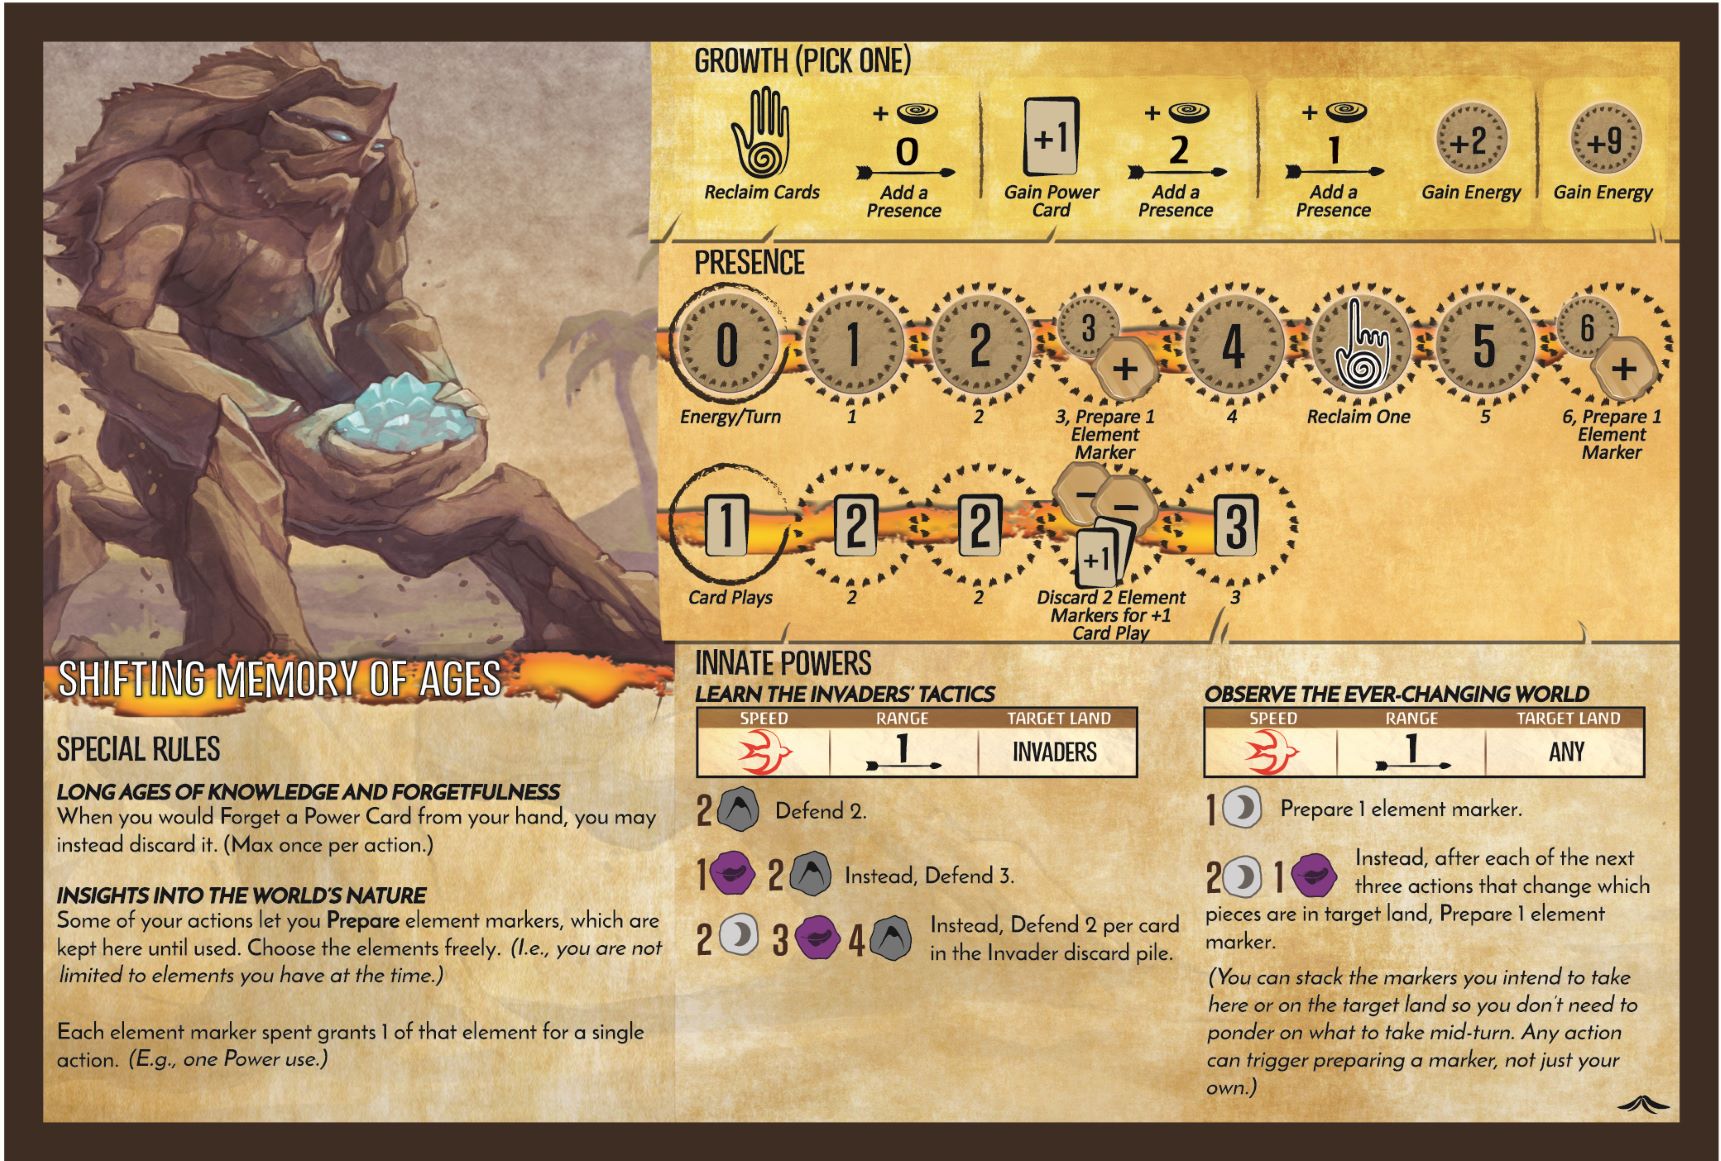 GROWTH (PICK ONE)
+
0
+1
+
2
+
1
+2
+9
Reclaim Cards
Add a
Presence
Gain Power
Card
Add a
Presence
Add a
Presence
Gain Energy
Gain Energy
PRESENCE
0
1
2
3
+
4
5
6
+
Energy/Turn
1
2
3, Prepare 1
Element
Marker
4
Reclaim One
5
6, Prepare 1
Element
Marker
1
2
2
–
–
+1
3
Card Plays
2
2
Discard 2 Element
Markers for +1
Card Play
3
SHIFTING MEMORY OF AGES
SPECIAL RULES
LONG AGES OF KNOWLEDGE AND FORGETFULNESS
When you would Forget a Power Card from your hand, you may
instead discard it. (Max once per action.)
INSIGHTS INTO THE WORLD'S NATURE
Some of your actions let you Prepare element markers, which are
kept here until used. Choose the elements freely. (I.e., you are not
limited to elements you have at the time.)
Each element marker spent grants 1 of that element for a single
action. (E.g., one Power use.)
INNATE POWERS
LEARN THE INVADERS' TACTICS
SPEED RANGE TARGET LAND
1 INVADERS
2 Defend 2.
1 2 Instead, Defend 3.
2 3 4 Instead, Defend 2 per card
in the Invader discard pile.
OBSERVE THE EVER-CHANGING WORLD
SPEED RANGE TARGET LAND
1 ANY
1 Prepare 1 element marker.
2 1 Instead, after each of the next
three actions that change which
pieces are in target land, Prepare 1 element
marker.
(You can stack the markers you intend to take
here or on the target land so you don't need to
ponder on what to take mid-turn. Any action
can trigger preparing a marker, not just your
own.)